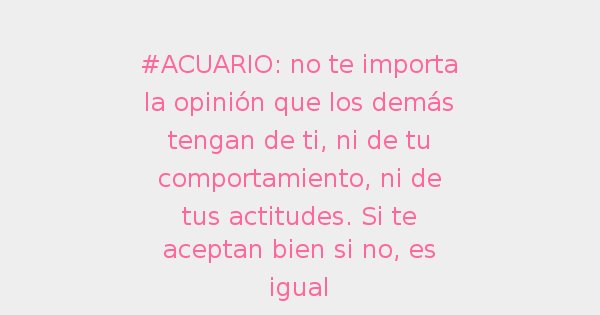 #ACUARIO: no te importa
la opinión que los demás
tengan de ti, ni de tu
comportamiento, ni de
tus actitudes. Si te
aceptan bien si no, es
igual